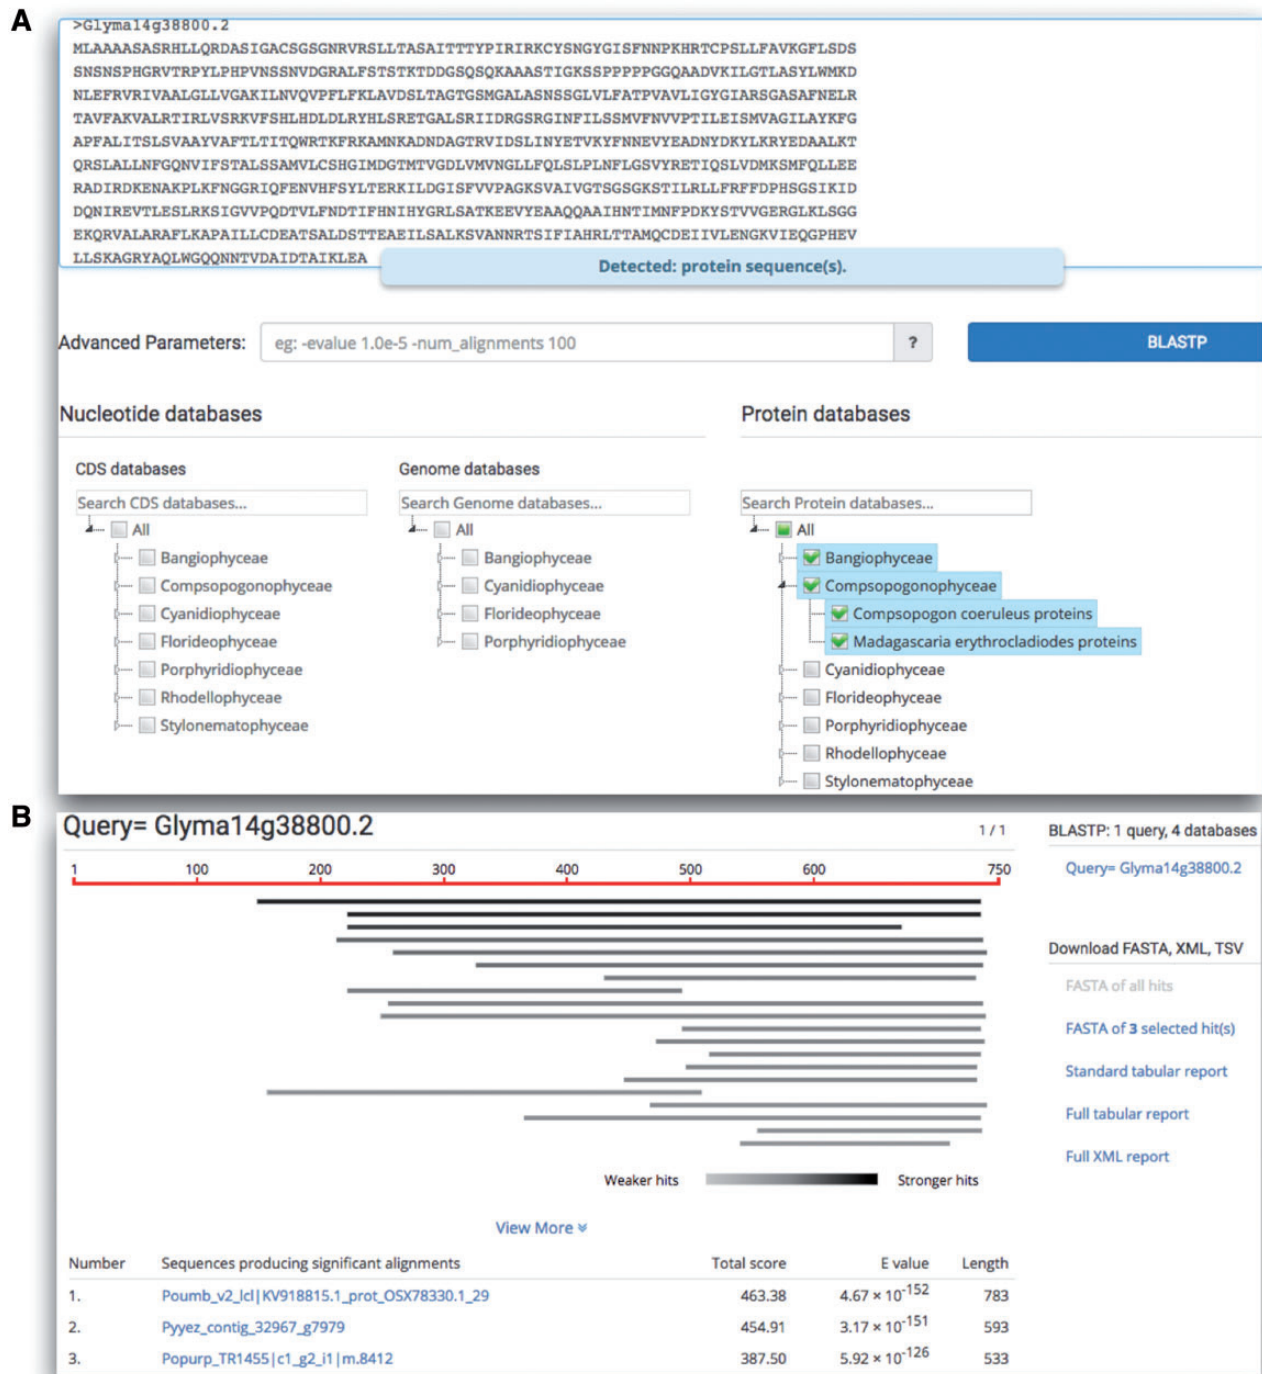 A
>Glyma14g38800.2
MLAAAASASRHLLQRDASIGACSGSGNRVRSLLTASAITTTYPIRIRKCYSNGYGISFNNPKHRTCPSLLFAVKGFLSDS
SNSNSPHGRVTRPYLPHPVNSSNVDGRALFSTSTKTDDGSQSQKAAASTIGKSSPPPPPGGQAADVKILGTLASYLWMKD
NLEFRVRIVAALGLLVGAKILNVQVPFLFKLAVDSLTAGTGSMGALASNSSGLVLFATPVAVLIGYGIARSGASAFNELR
TAVFAKVALRTIRLVSRKVFSHLHDLDLRYHLSRETGALSRIIDRGSRGINFILSSMVFNVVPTILEISMVAGILAYKFG
APFALITSLSVAAYVAFTLTITQWRTKFRKAMNKADNDAGTRVIDSLINYETVKYFNNEVYEADNYDKYLKRYEDAALKT
QRSLALLNFGQNVIFSTALSSAMVLCSHGIMDGTMTVGDLVMVNGLLFQLSLPLNFLGSVYRETIQSLVDMKSMFQLLEE
RADIRDKENAKPLKFNGGRIQFENVHFSYLTERKILDGISFVVPAGKSVAIVGTSGSGKSTILRLLFRFFDPHSGSIKID
DQNIREVTLESLRKSIGVVPQDTVLFNDTIFHNIHYGRLSATKEEVYEAAQQAAIHNTIMNFPDKYSTVVGERGLKLSGG
EKQRVALARAFLKAPAILLCDEATSALDSTTEAEILSALKSVANNRTSIFIAHRLTTAMQCDEIIVLENGKVIEQGPHEV
LLSKAGRYAQLWGQQNNTVDAIDTAIKLEA
Detected: protein sequence(s).
Advanced Parameters: eg: -evalue 1.0e-5 -num_alignments 100 ? BLASTP
Nucleotide databases
CDS databases
Search CDS databases...
All
Bangiophyceae
Compsopogonophyceae
Cyanidiophyceae
Florideophyceae
Porphyridiophyceae
Rhodellophyceae
Stylonematophyceae
Genome databases
Search Genome databases...
All
Bangiophyceae
Cyanidiophyceae
Florideophyceae
Porphyridiophyceae
Protein databases
Search Protein databases...
All
Bangiophyceae
Compsopogonophyceae
Compsopogon coeruleus proteins
Madagascaria erythrocladiodes proteins
Cyanidiophyceae
Florideophyceae
Porphyridiophyceae
Rhodellophyceae
Stylonematophyceae
B
Query= Glyma14g38800.2
1 / 1
1 100 200 300 400 500 600 750
Weaker hits Stronger hits
View More
Number Sequences producing significant alignments Total score E value Length
1. Poumb_v2_lcl|KV918815.1_prot_OSX78330.1_29 463.38 4.67 × 10-152 783
2. Pyyez_contig_32967_g7979 454.91 3.17 × 10-151 593
3. Popurp_TR1455|c1_g2_i1|m.8412 387.50 5.92 × 10-126 533
BLASTP: 1 query, 4 databases
Query= Glyma14g38800.2
Download FASTA, XML, TSV
FASTA of all hits
FASTA of 3 selected hit(s)
Standard tabular report
Full tabular report
Full XML report